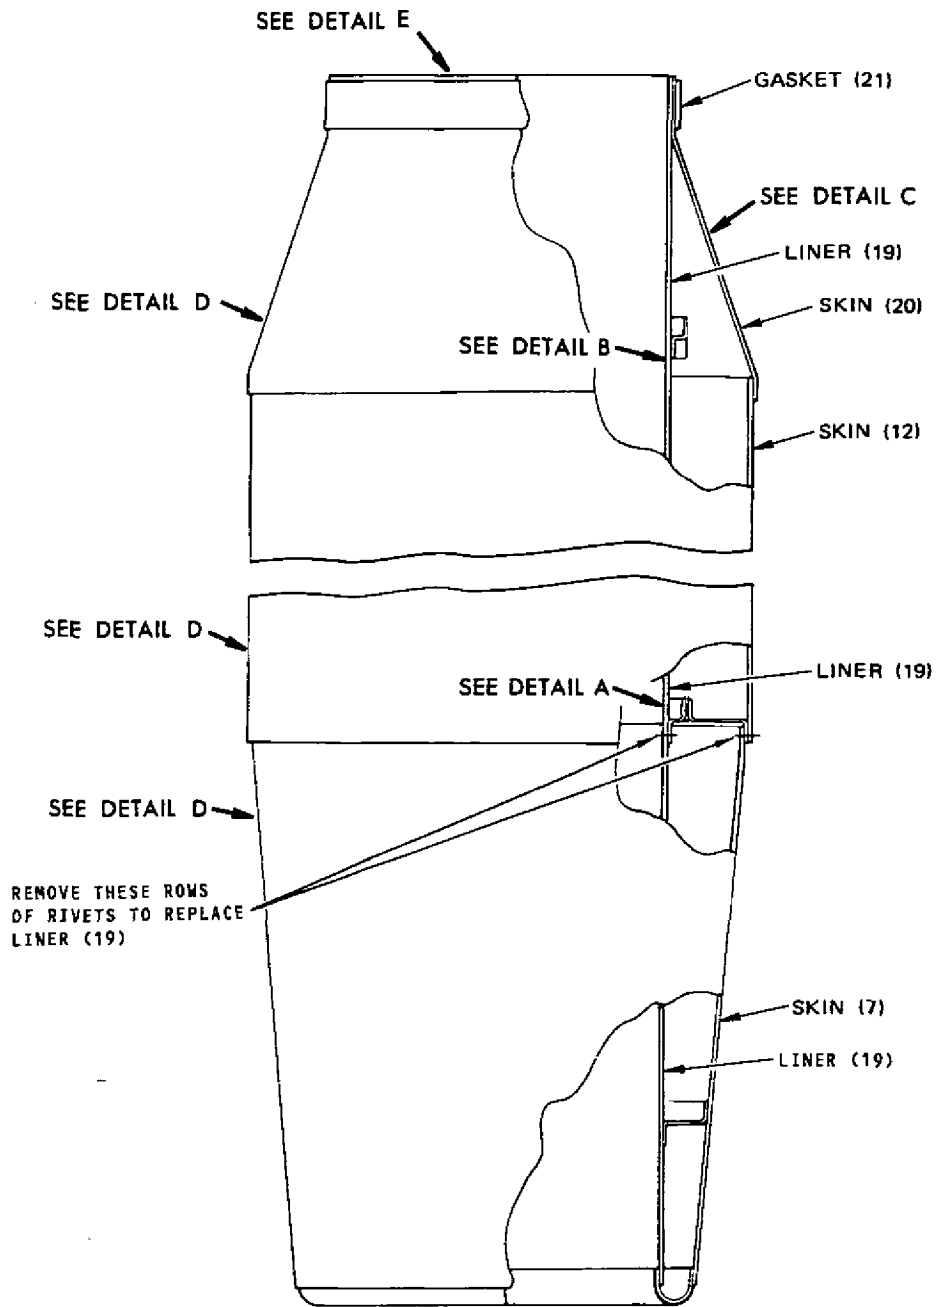 SEE DETAIL E
GASKET (21)
SEE DETAIL C
LINER (19)
SEE DETAIL D
SKIN (20)
SEE DETAIL B
SKIN (12)
SEE DETAIL D
LINER (19)
SEE DETAIL A
SEE DETAIL D
REMOVE THESE ROWS
OF RIVETS TO REPLACE
LINER (19)
SKIN (7)
LINER (19)